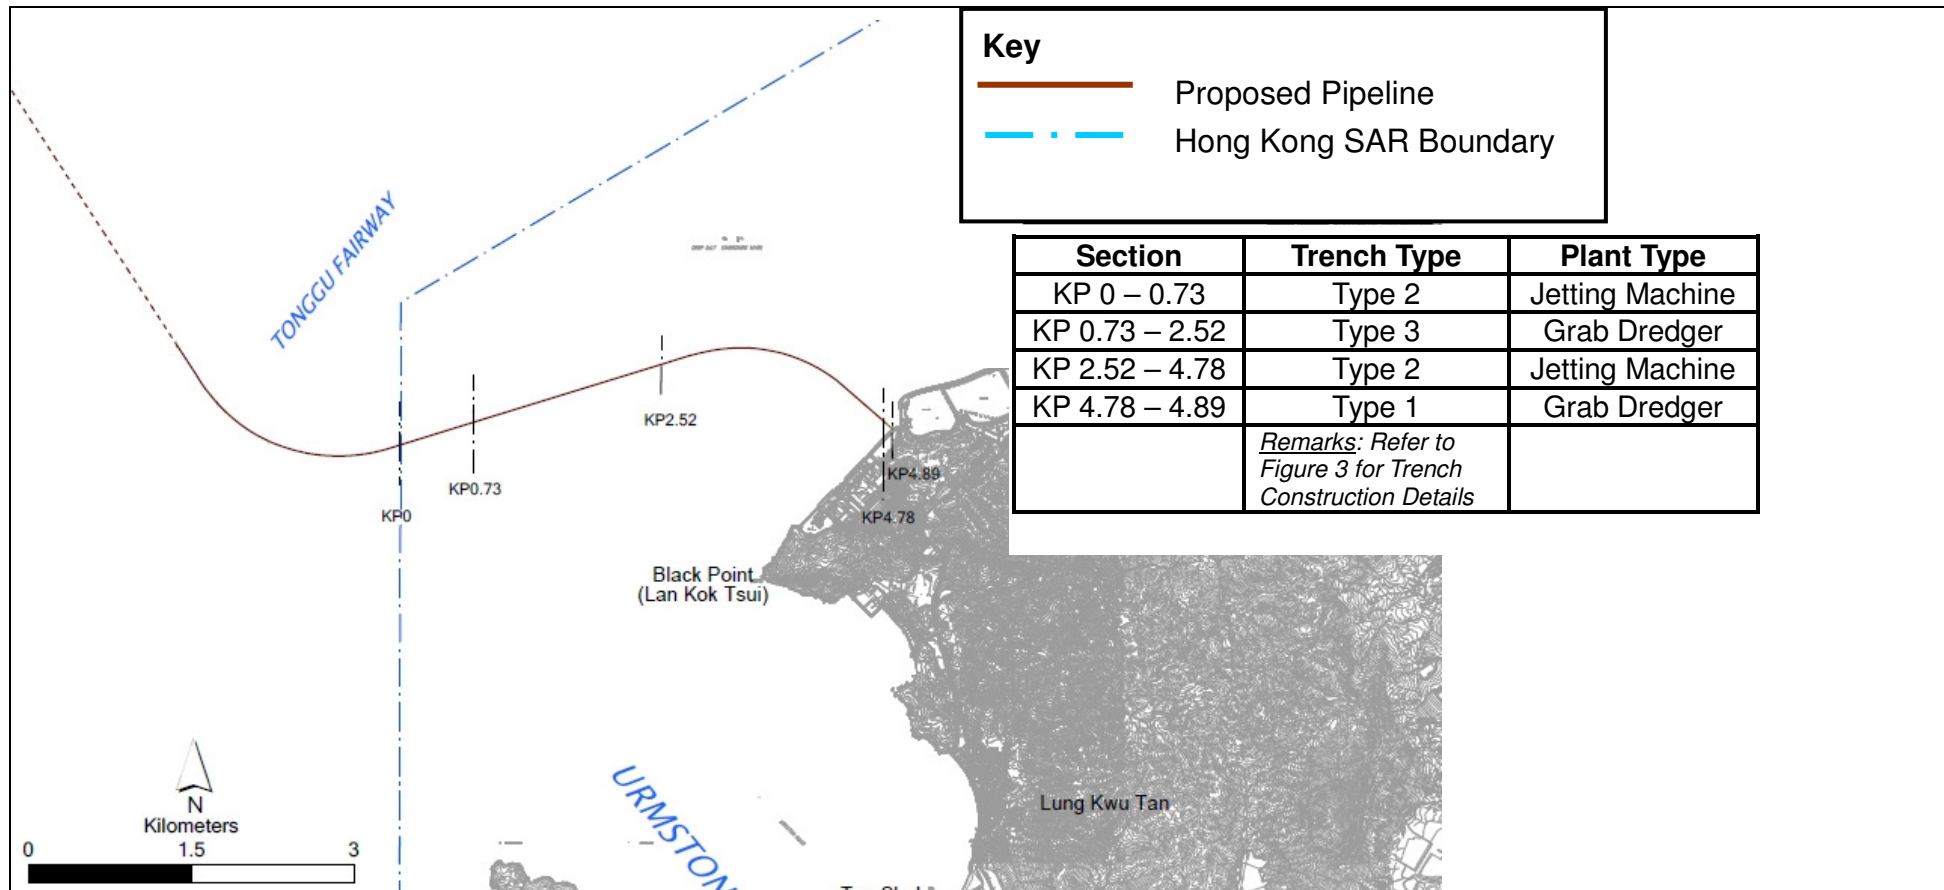 Key
Proposed Pipeline
Hong Kong SAR Boundary
TONGGU FAIRWAY
Section Trench Type Plant Type
KP 0 – 0.73 Type 2 Jetting Machine
KP 0.73 – 2.52 Type 3 Grab Dredger
KP 2.52 – 4.78 Type 2 Jetting Machine
KP 4.78 – 4.89 Type 1 Grab Dredger
Remarks: Refer to
Figure 3 for Trench
Construction Details
KP2.52
KP4.89
KP0.73
KP0
KP4.78
Black Point
(Lan Kok Tsui)
N
Kilometers
0 1.5 3
URMSTON
Lung Kwu Tan